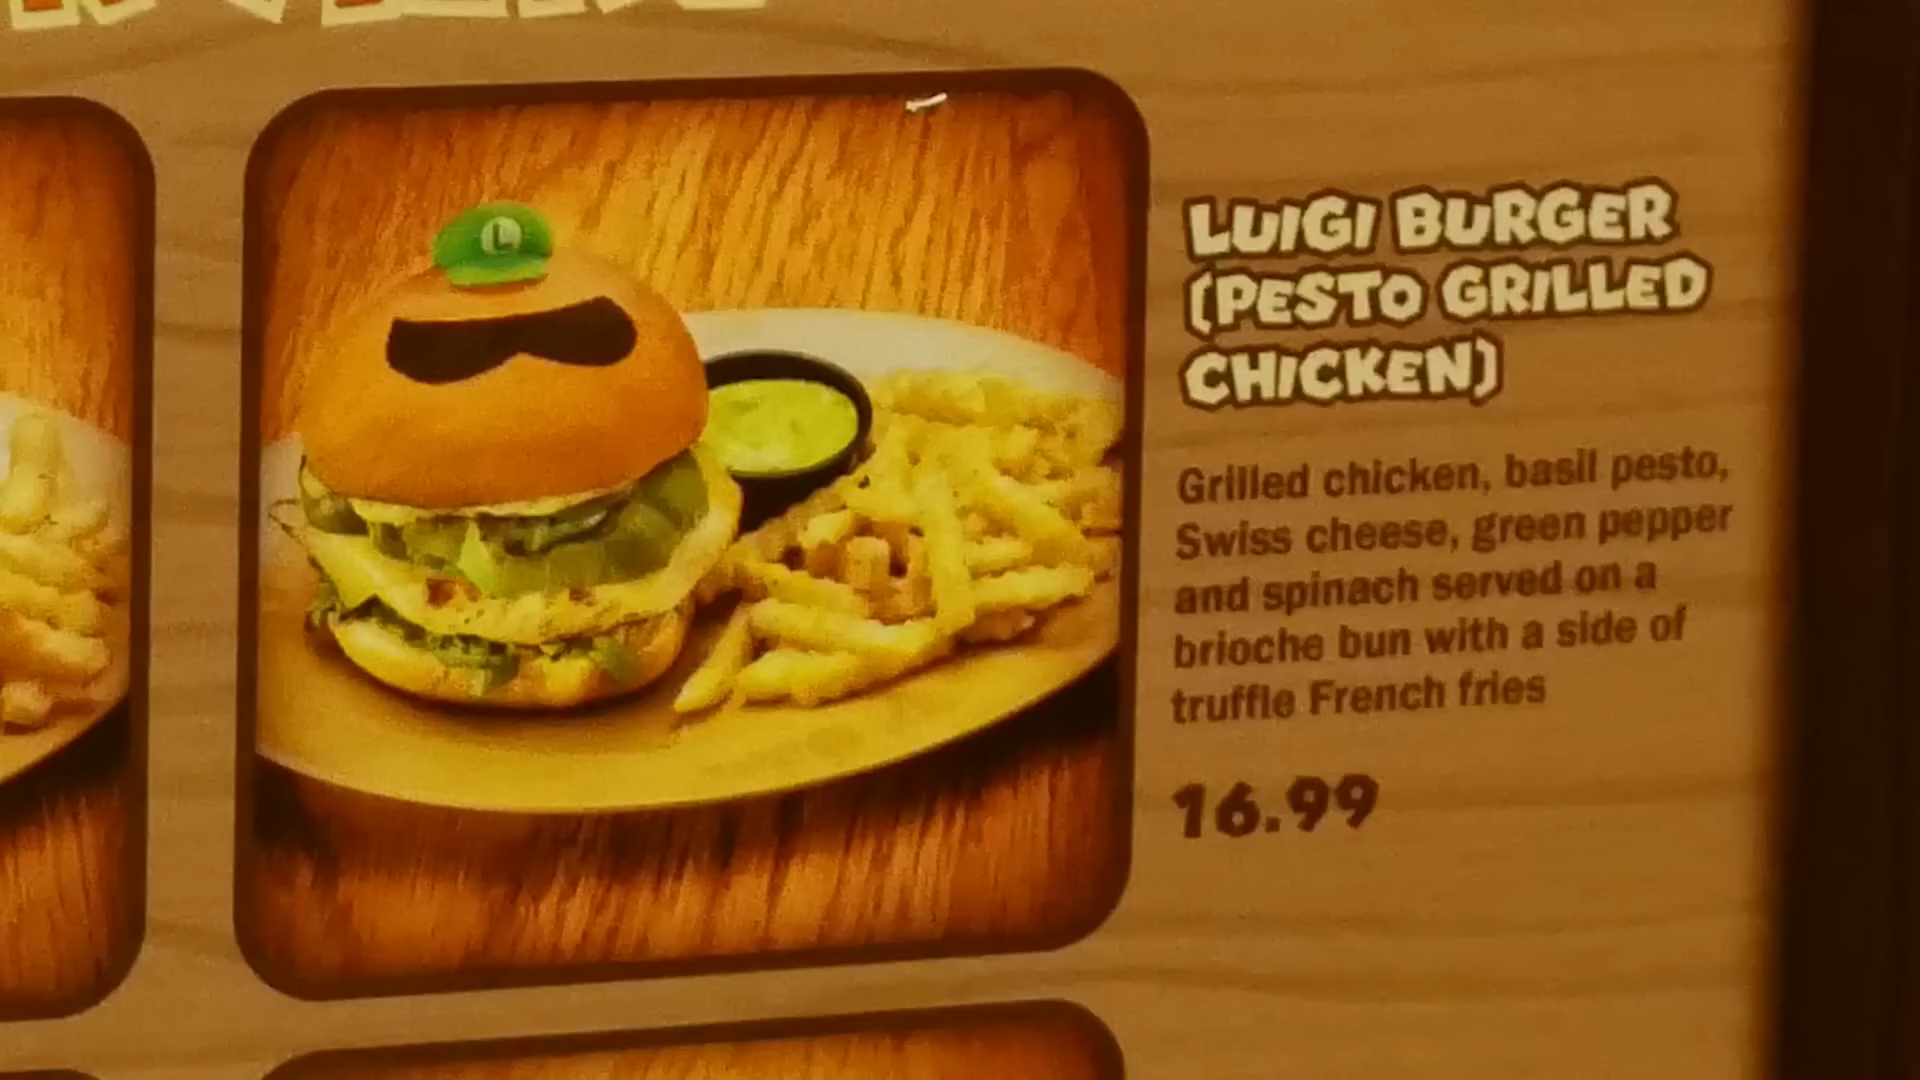 L
LUIGI BURGER
(PESTO GRILLED
CHICKEN)
Grilled chicken, basil pesto,
Swiss cheese, green pepper
and spinach served on a
brioche bun with a side of
truffle French fries
16.99